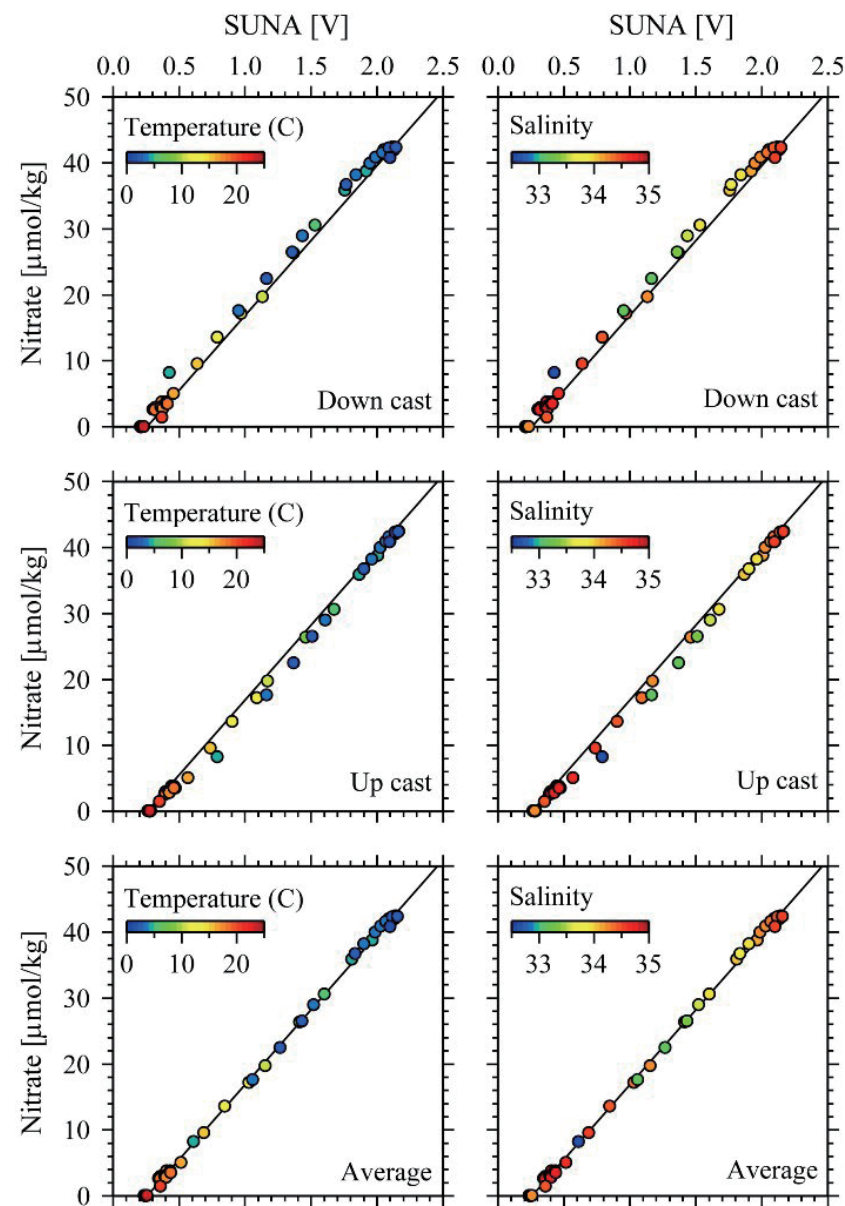 SUNA [V] SUNA [V]
0.0 0.5 1.0 1.5 2.0 2.5 0.0 0.5 1.0 1.5 2.0 2.5
50
40
30
20
10
0
Nitrate [µmol/kg]
Temperature (C)
0 10 20
Down cast
Salinity
33 34 35
Down cast
50
40
30
20
10
0
Nitrate [µmol/kg]
Temperature (C)
0 10 20
Up cast
Salinity
33 34 35
Up cast
50
40
30
20
10
0
Nitrate [µmol/kg]
Temperature (C)
0 10 20
Average
Salinity
33 34 35
Average